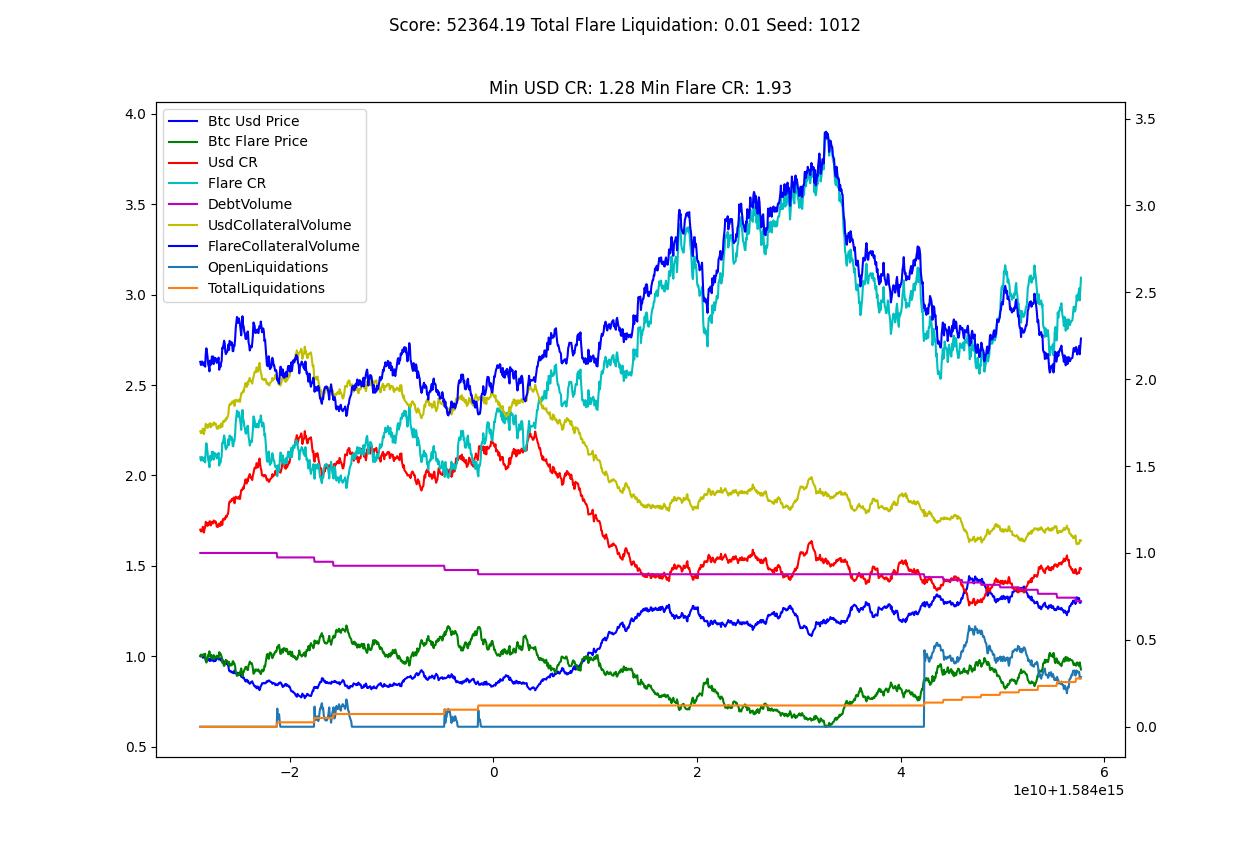 Score: 52364.19 Total Flare Liquidation: 0.01 Seed: 1012
Min USD CR: 1.28 Min Flare CR: 1.93
4.0
3.5
3.0
2.5
2.0
1.5
1.0
0.5
Btc Usd Price
Btc Flare Price
Usd CR
Flare CR
DebtVolume
UsdCollateralVolume
FlareCollateralVolume
OpenLiquidations
TotalLiquidations
3.5
3.0
2.5
2.0
1.5
1.0
0.5
0.0
−2 0 2 4 6
1e10+1.584e15